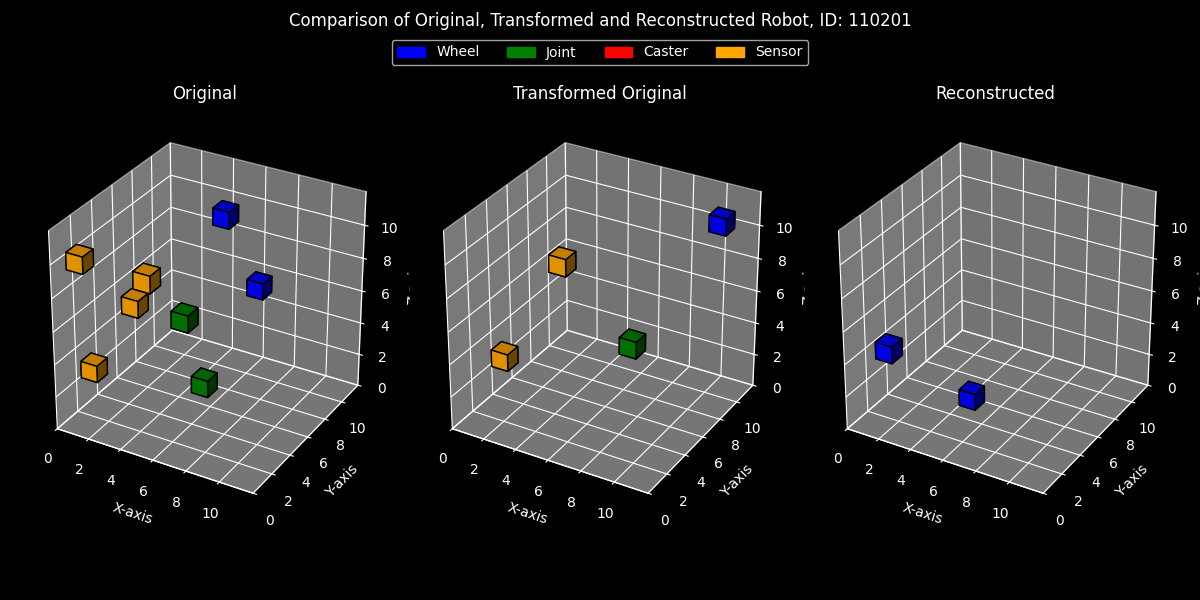 Comparison of Original, Transformed and Reconstructed Robot, ID: 110201
Wheel Joint Caster Sensor
Original
Transformed Original
Reconstructed
0 2 4 6 8 10
X-axis
0 2 4 6 8 10
Y-axis
0 2 4 6 8 10
0 2 4 6 8 10
X-axis
0 2 4 6 8 10
Y-axis
0 2 4 6 8 10
0 2 4 6 8 10
X-axis
0 2 4 6 8 10
Y-axis
0 2 4 6 8 10